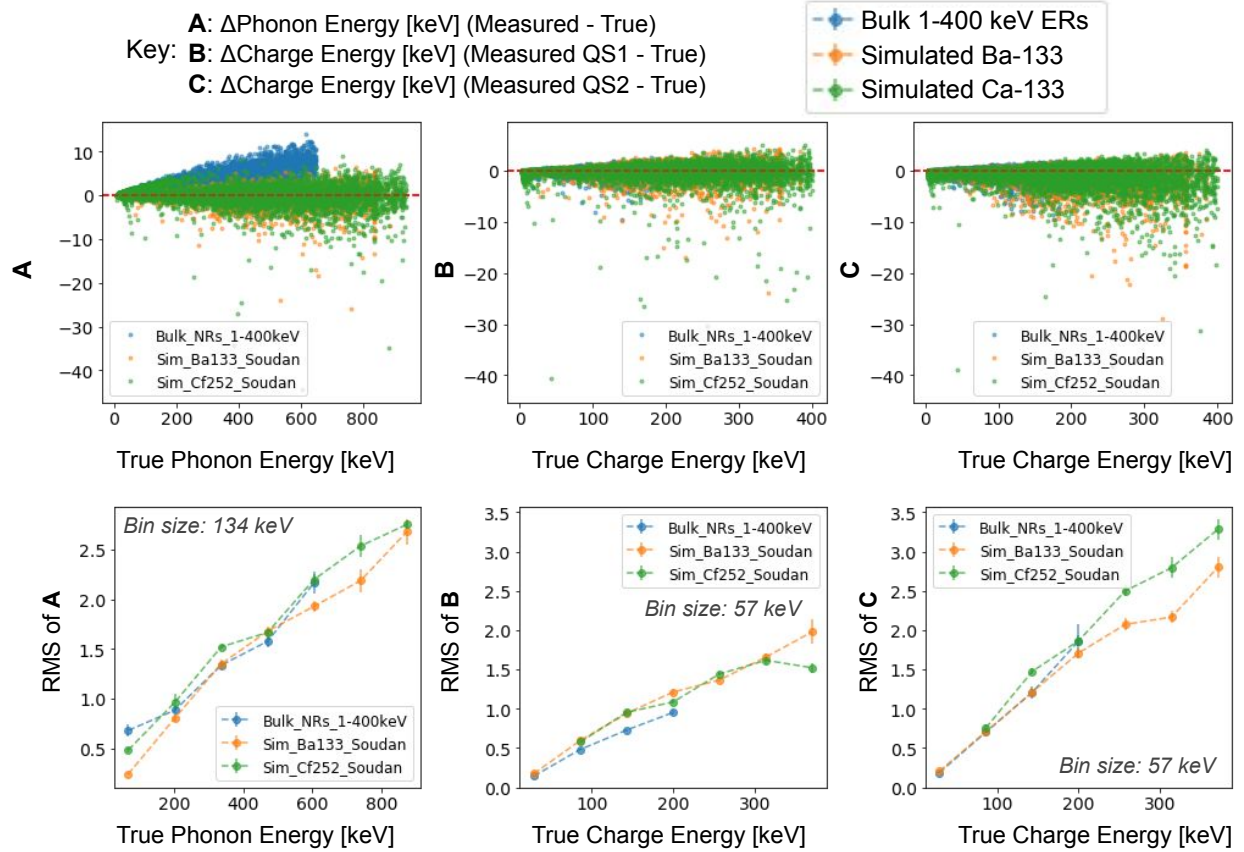 Key:
A: ΔPhonon Energy [keV] (Measured - True)
B: ΔCharge Energy [keV] (Measured QS1 - True)
C: ΔCharge Energy [keV] (Measured QS2 - True)
Bulk 1-400 keV ERs
Simulated Ba-133
Simulated Ca-133
A
10
0
−10
−20
−30
−40
Bulk_NRs_1-400keV
Sim_Ba133_Soudan
Sim_Cf252_Soudan
0 200 400 600 800
True Phonon Energy [keV]
B
0
−10
−20
−30
−40
Bulk_NRs_1-400keV
Sim_Ba133_Soudan
Sim_Cf252_Soudan
0 100 200 300 400
True Charge Energy [keV]
C
0
−10
−20
−30
−40
Bulk_NRs_1-400keV
Sim_Ba133_Soudan
Sim_Cf252_Soudan
0 100 200 300 400
True Charge Energy [keV]
RMS of A
Bin size: 134 keV
2.5
2.0
1.5
1.0
0.5
Bulk_NRs_1-400keV
Sim_Ba133_Soudan
Sim_Cf252_Soudan
200 400 600 800
True Phonon Energy [keV]
RMS of B
3.5
3.0
2.5
2.0
1.5
1.0
0.5
0.0
Bulk_NRs_1-400keV
Sim_Ba133_Soudan
Sim_Cf252_Soudan
Bin size: 57 keV
100 200 300
True Charge Energy [keV]
RMS of C
3.5
3.0
2.5
2.0
1.5
1.0
0.5
0.0
Bulk_NRs_1-400keV
Sim_Ba133_Soudan
Sim_Cf252_Soudan
Bin size: 57 keV
100 200 300
True Charge Energy [keV]